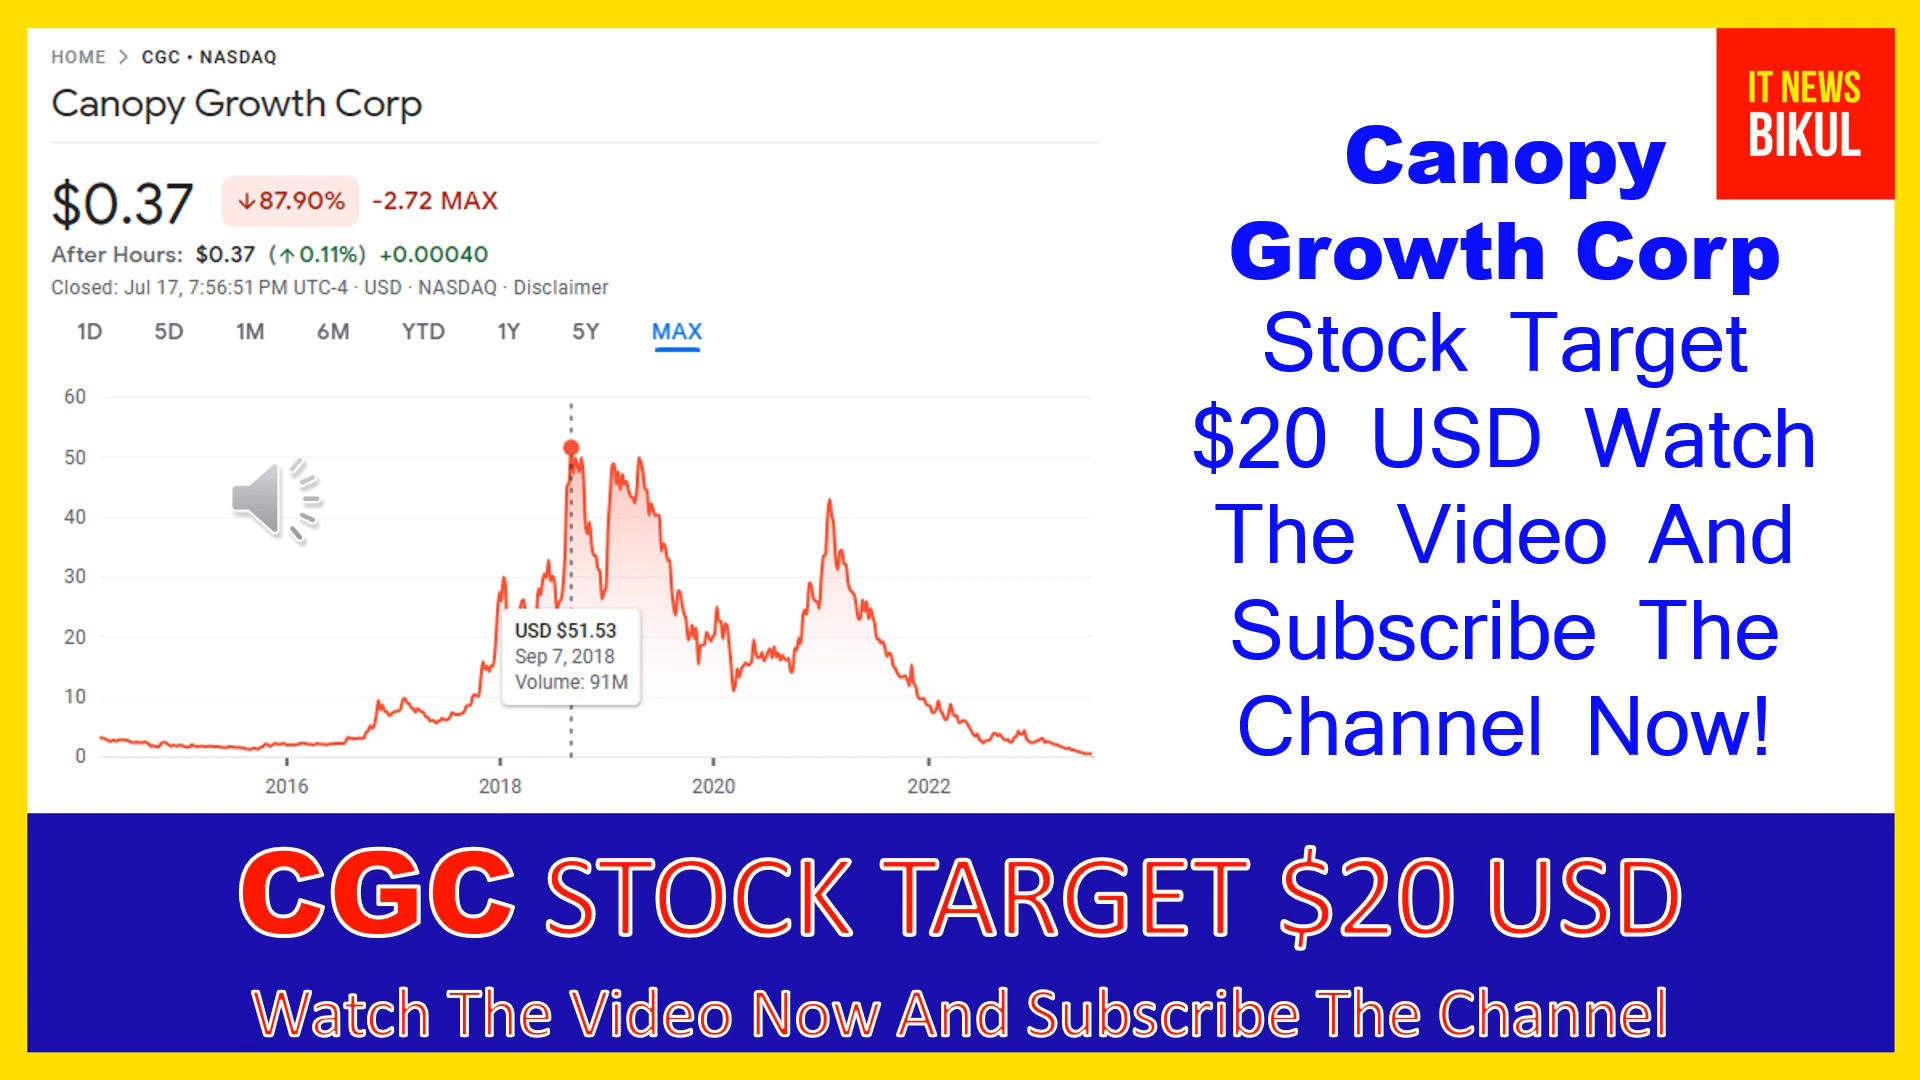 HOME > CGC • NASDAQ
Canopy Growth Corp
$0.37 ↓87.90% -2.72 MAX
After Hours: $0.37 (↑0.11%) +0.00040
Closed: Jul 17, 7:56:51 PM UTC-4 · USD · NASDAQ · Disclaimer
1D 5D 1M 6M YTD 1Y 5Y MAX
60
50
40
30
20
10
0
USD $51.53
Sep 7, 2018
Volume: 91M
2016 2018 2020 2022
IT NEWS
BIKUL
Canopy
Growth Corp
Stock Target
$20 USD Watch
The Video And
Subscribe The
Channel Now!
CGC STOCK TARGET $20 USD
Watch The Video Now And Subscribe The Channel